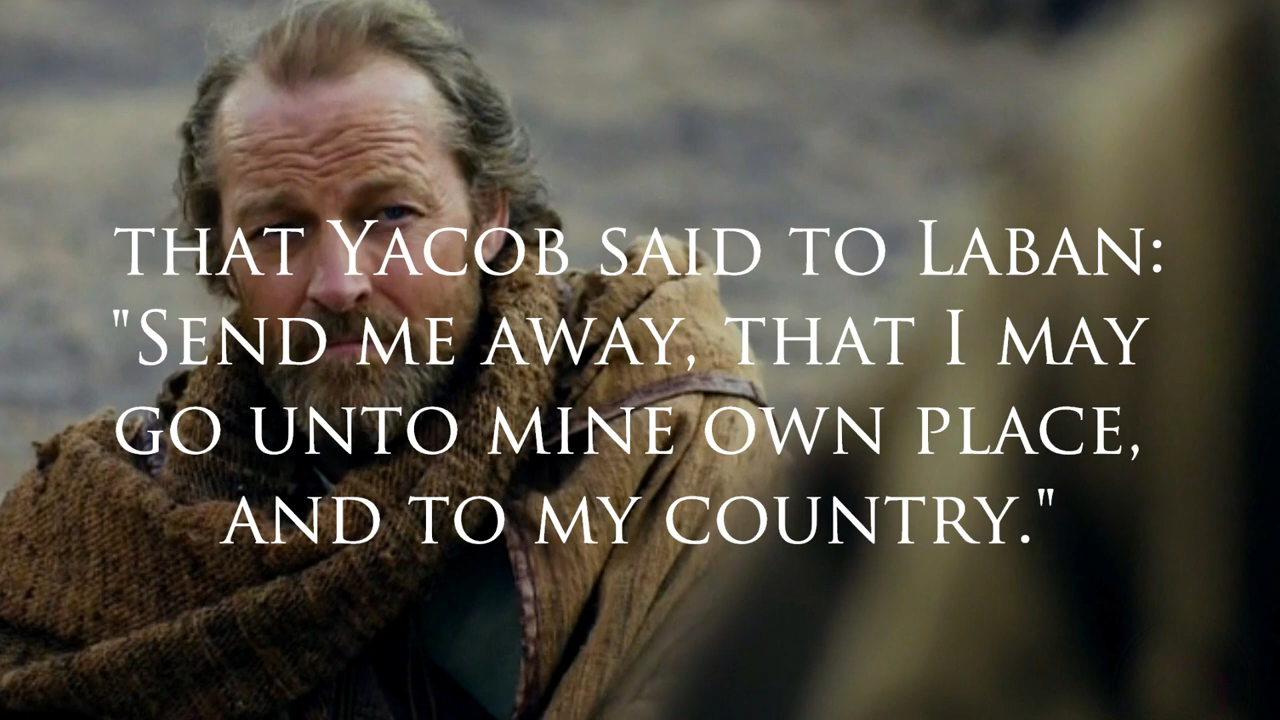 that Yacob said to Laban:
"Send me away, that I may
go unto mine own place,
and to my country."